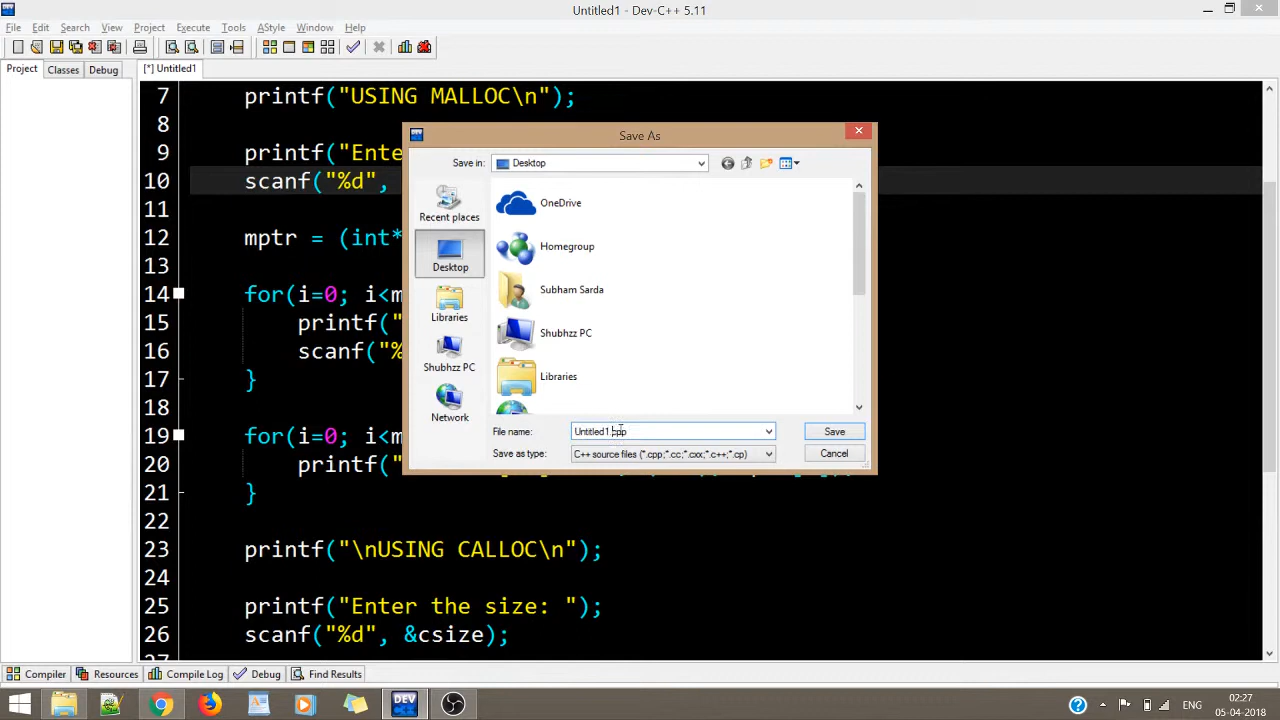 Untitled1 - Dev-C++ 5.11
File Edit Search View Project Execute Tools AStyle Window Help
Project Classes Debug [*] Untitled1
7 printf("USING MALLOC\n");
8
9 printf("Ente
10 scanf("%d",
11
12 mptr = (int*
13
14 for(i=0; i<m
15 printf("
16 scanf("%
17 }
18
19 for(i=0; i<m
20
21 }
22
23 printf("\nUSING CALLOC\n");
24
25 printf("Enter the size: ");
26 scanf("%d", &csize);
27
Save As
Save in: Desktop
Recent places
Desktop
Libraries
Shubhzz PC
Network
OneDrive
Homegroup
Subham Sarda
Shubhzz PC
Libraries
File name: Untitled1.cpp Save
Save as type: C++ source files (*.cpp;*.cc;*.cxx;*.c++;*.cp) Cancel
Compiler Resources Compile Log Debug Find Results
DEV
02:27
05-04-2018